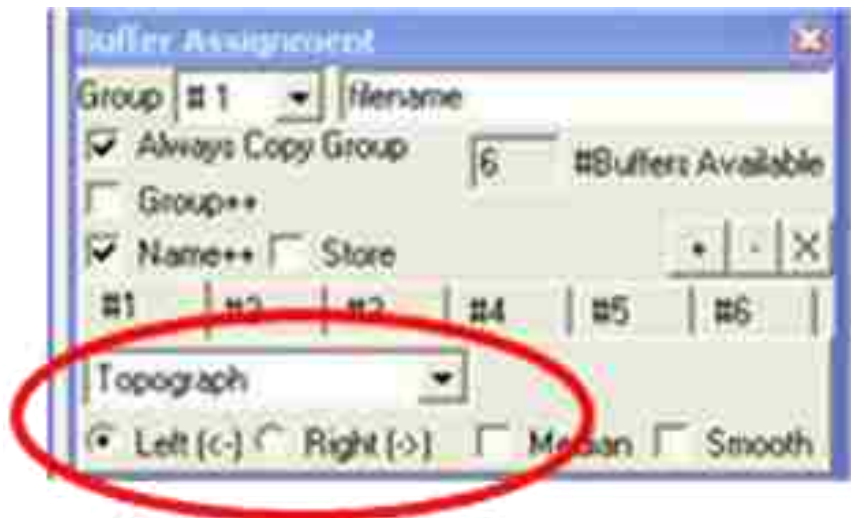 Buffer Assignment
Group #1 filename
Always Copy Group 6 #Buffers Available
Group++
Name++ Store + - X
#1 #2 #3 #4 #5 #6
Topograph
Left (<-) Right (->) Median Smooth